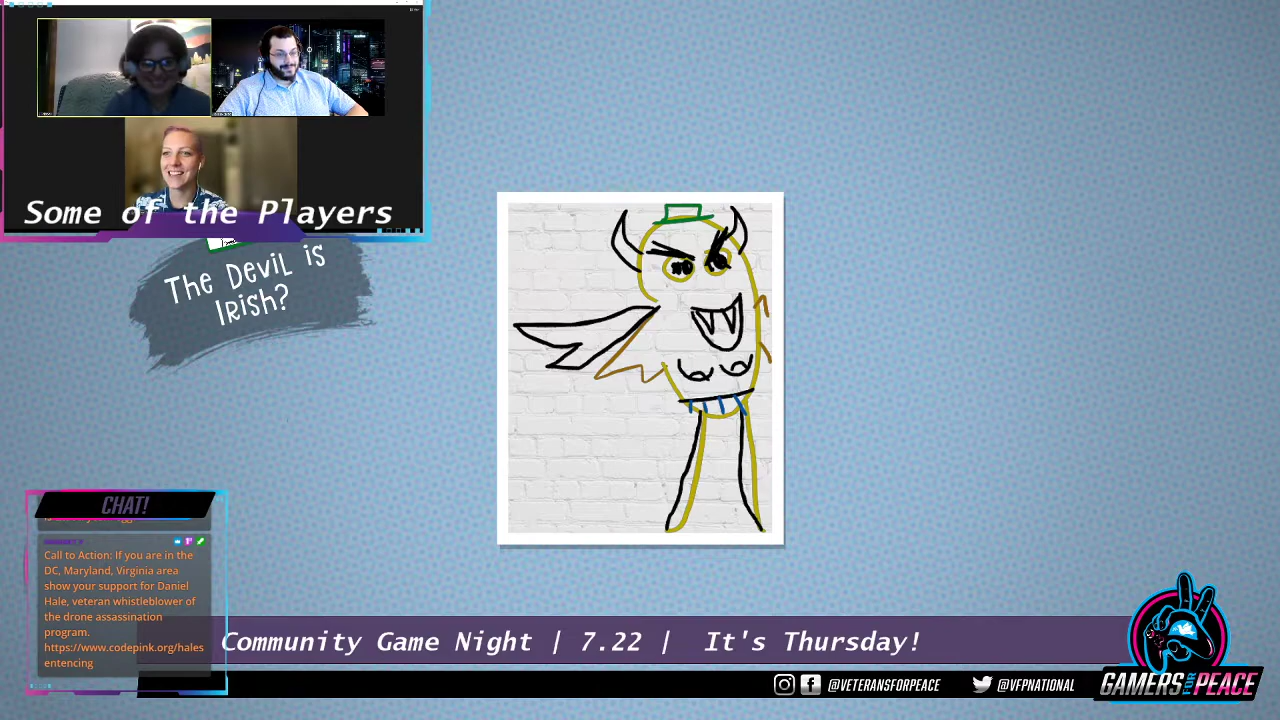 Some of the Players
The Devil is
Irish?
CHAT!
Call to Action: If you are in the
DC, Maryland, Virginia area
show your support for Daniel
Hale, veteran whistleblower of
the drone assassination
program.
https://www.codepink.org/hales
entencing
Community Game Night | 7.22 | It's Thursday!
@VETERANSFORPEACE
@VFPNATIONAL
GAMERS FOR PEACE